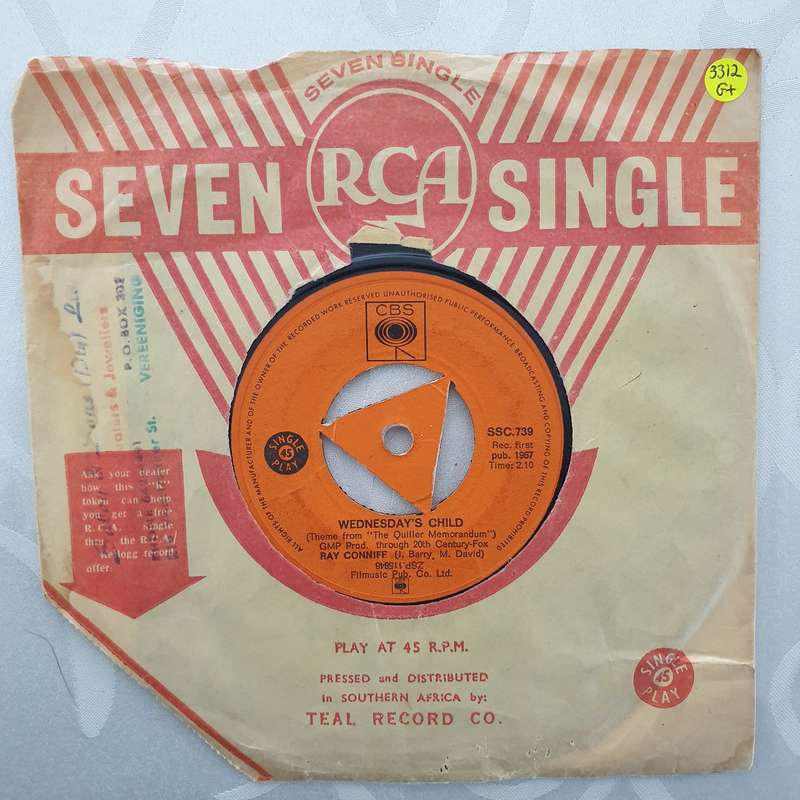 3312
G+
SEVEN SINGLE
SEVEN RCA SINGLE
P.O. BOX 302
VEREENIGING
& Jewellers
St.
Ask your dealer
how this "K"
token can help
you get a free
R.C.A. Single
thru the R.C.A.
Kellogg record
offer.
ALL RIGHTS OF THE MANUFACTURER AND OF THE OWNER OF THE RECORDED WORK RESERVED UNAUTHORISED PUBLIC PERFORMANCE BROADCASTING AND COPYING OF THIS RECORD PROHIBITED
CBS
SINGLE
45
PLAY
SSC.739
Rec. first
pub. 1967
Time: 2.10
WEDNESDAY'S CHILD
(Theme from "The Quiller Memorandum")
GMP Prod. through 20th Century-Fox
RAY CONNIFF (J. Barry, M. David)
ZSP.115646
Filmusic Pub. Co. Ltd.
PLAY AT 45 R.P.M.
PRESSED and DISTRIBUTED
in SOUTHERN AFRICA by:
TEAL RECORD CO.
SINGLE
45
PLAY